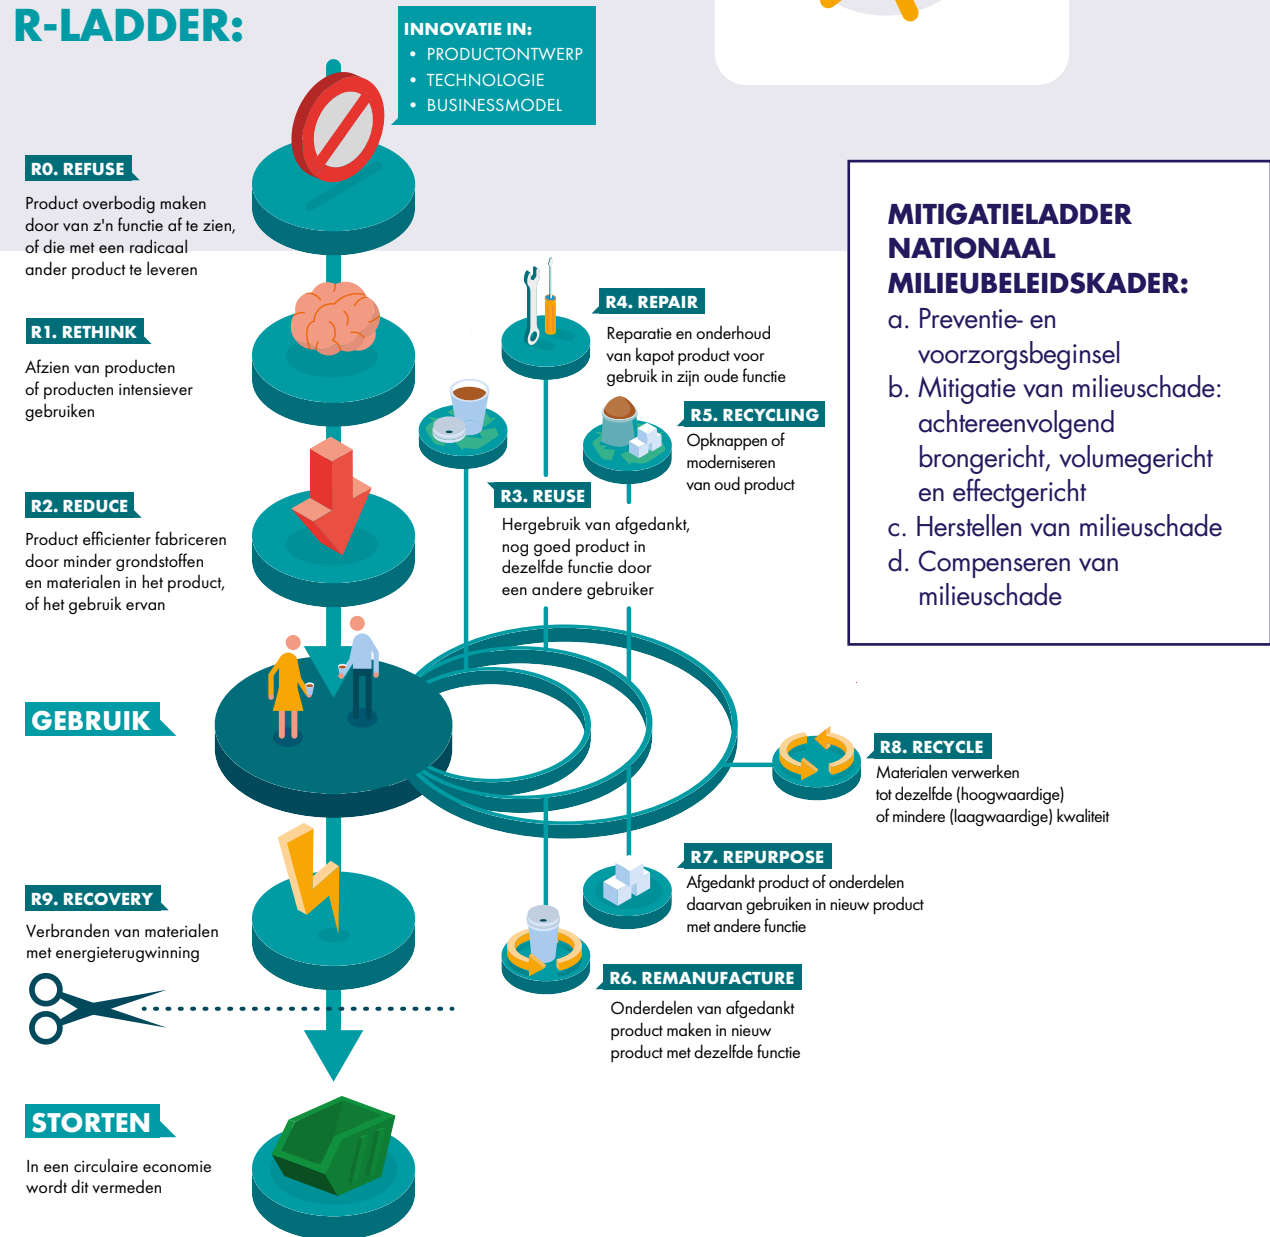 R-LADDER:
INNOVATIE IN:
• PRODUCTONTWERP
• TECHNOLOGIE
• BUSINESSMODEL
R0. REFUSE
Product overbodig maken
door van z'n functie af te zien,
of die met een radicaal
ander product te leveren
R1. RETHINK
Afzien van producten
of producten intensiever
gebruiken
R2. REDUCE
Product efficienter fabriceren
door minder grondstoffen
en materialen in het product,
of het gebruik ervan
R4. REPAIR
Reparatie en onderhoud
van kapot product voor
gebruik in zijn oude functie
R5. RECYCLING
Opknappen of
moderniseren
van oud product
R3. REUSE
Hergebruik van afgedankt,
nog goed product in
dezelfde functie door
een andere gebruiker
GEBRUIK
R8. RECYCLE
Materialen verwerken
tot dezelfde (hoogwaardige)
of mindere (laagwaardige) kwaliteit
R7. REPURPOSE
Afgedankt product of onderdelen
daarvan gebruiken in nieuw product
met andere functie
R6. REMANUFACTURE
Onderdelen van afgedankt
product maken in nieuw
product met dezelfde functie
R9. RECOVERY
Verbranden van materialen
met energieterugwinning
STORTEN
In een circulaire economie
wordt dit vermeden
MITIGATIELADDER
NATIONAAL
MILIEUBELEIDSKADER:
a. Preventie- en
voorzorgsbeginsel
b. Mitigatie van milieuschade:
achtereenvolgend
brongericht, volumegericht
en effectgericht
c. Herstellen van milieuschade
d. Compenseren van
milieuschade